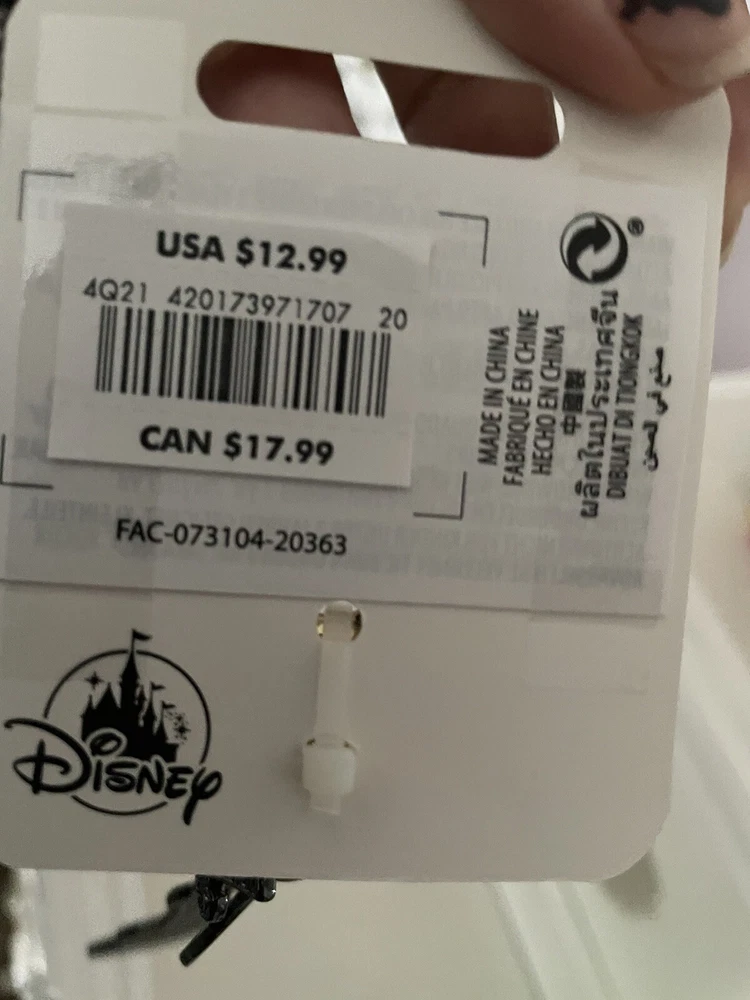 USA $12.99
4Q21 420173971707 20
CAN $17.99
FAC-073104-20363
MADE IN CHINA
FABRIQUÉ EN CHINE
HECHO EN CHINA
中國製
ผลิตในประเทศจีน
DIBUAT DI TIONGKOK
صنع في الصين
®
Disney